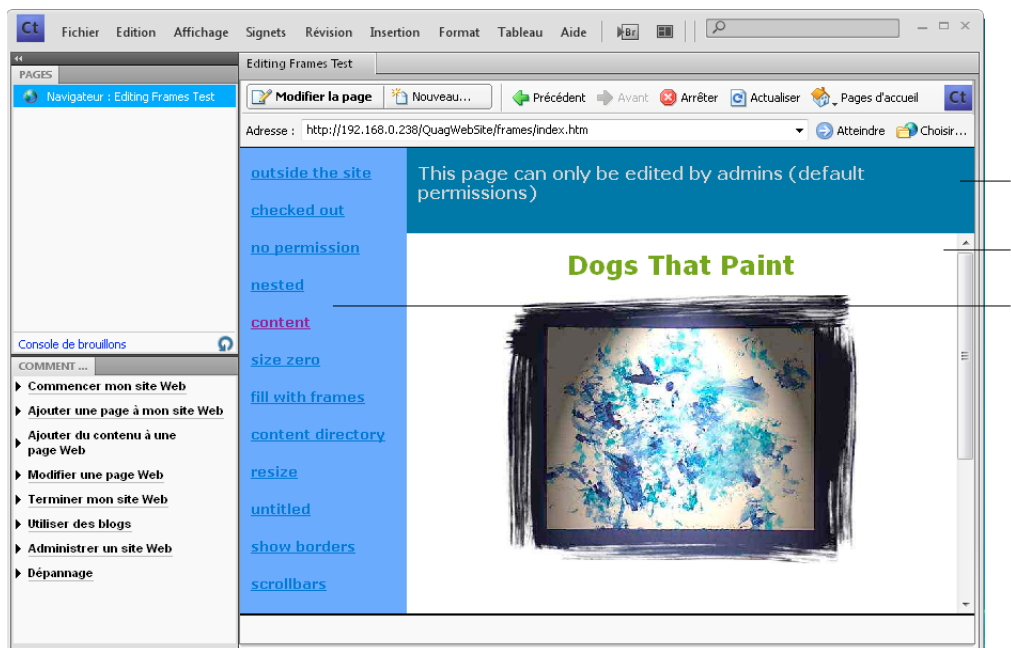 Ct Fichier Edition Affichage Signets Révision Insertion Format Tableau Aide Br
PAGES
Navigateur : Editing Frames Test
Console de brouillons
COMMENT ...
Commencer mon site Web
Ajouter une page à mon site Web
Ajouter du contenu à une
page Web
Modifier une page Web
Terminer mon site Web
Utiliser des blogs
Administrer un site Web
Dépannage
Editing Frames Test
Modifier la page Nouveau... Précédent Avant Arrêter Actualiser Pages d'accueil Ct
Adresse : http://192.168.0.238/QuagWebSite/frames/index.htm Atteindre Choisir...
outside the site
checked out
no permission
nested
content
size zero
fill with frames
content directory
resize
untitled
show borders
scrollbars
This page can only be edited by admins (default
permissions)
Dogs That Paint